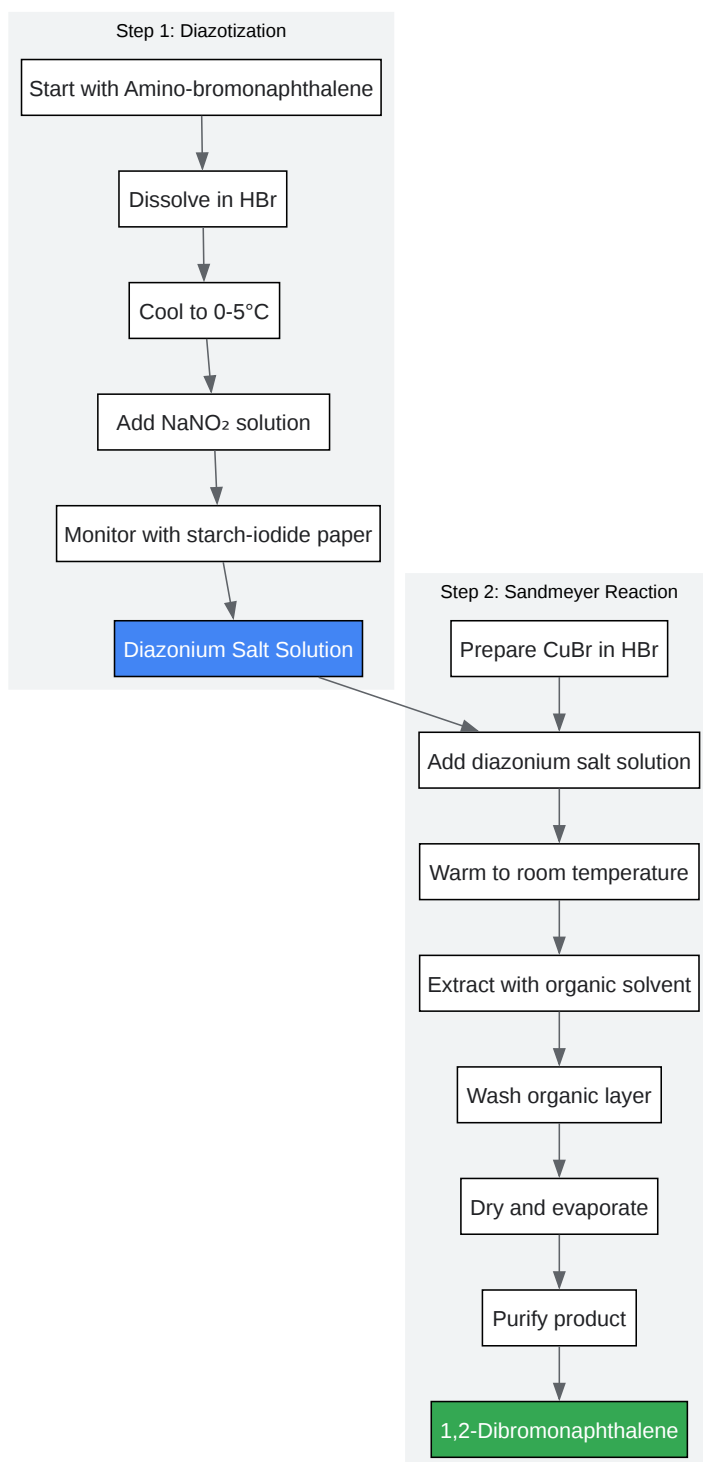 Step 1: Diazotization
Start with Amino-bromonaphthalene
Dissolve in HBr
Cool to 0-5°C
Add NaNO₂ solution
Monitor with starch-iodide paper
Diazonium Salt Solution
Step 2: Sandmeyer Reaction
Prepare CuBr in HBr
Add diazonium salt solution
Warm to room temperature
Extract with organic solvent
Wash organic layer
Dry and evaporate
Purify product
1,2-Dibromonaphthalene